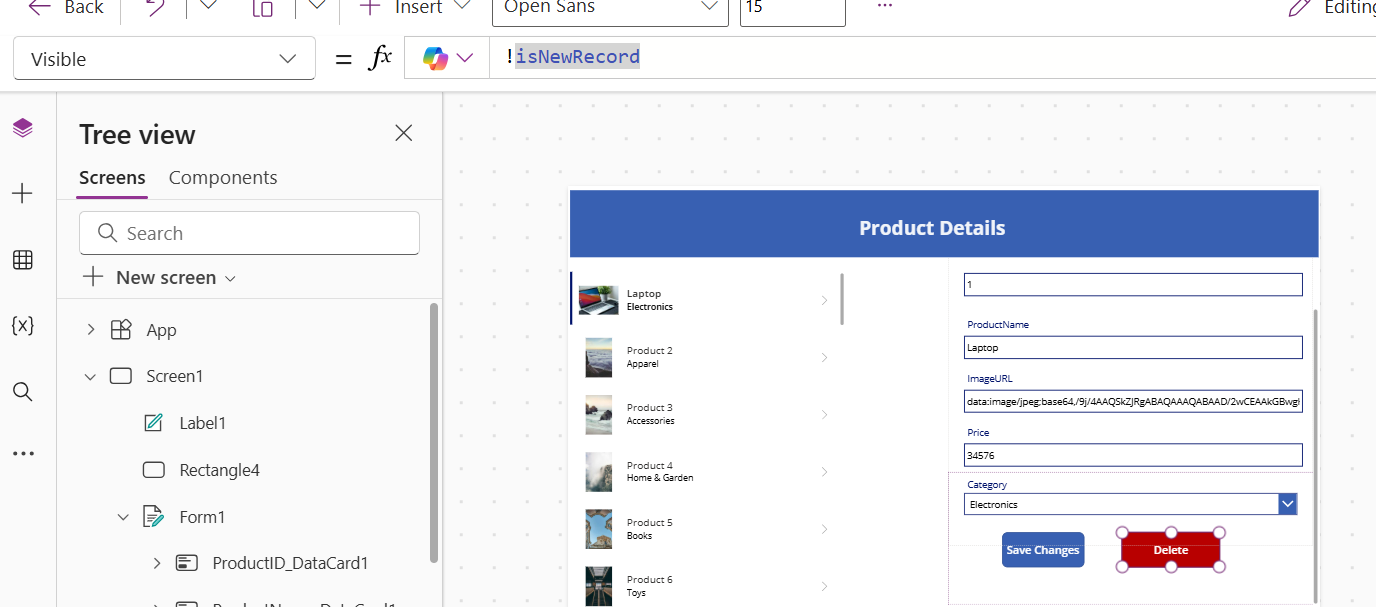 Back
Insert
Open Sans
15
...
Editing
Visible
= fx
!isNewRecord
Tree view
Screens Components
Search
New screen
App
Screen1
Label1
Rectangle4
Form1
ProductID_DataCard1
Product Details
Laptop
Electronics
Product 2
Apparel
Product 3
Accessories
Product 4
Home & Garden
Product 5
Books
Product 6
Toys
1
ProductName
Laptop
ImageURL
data:image/jpeg;base64,/9j/4AAQSkZJRgABAQAAAQABAAD/2wCEAAkGBwgH
Price
34576
Category
Electronics
Save Changes
Delete